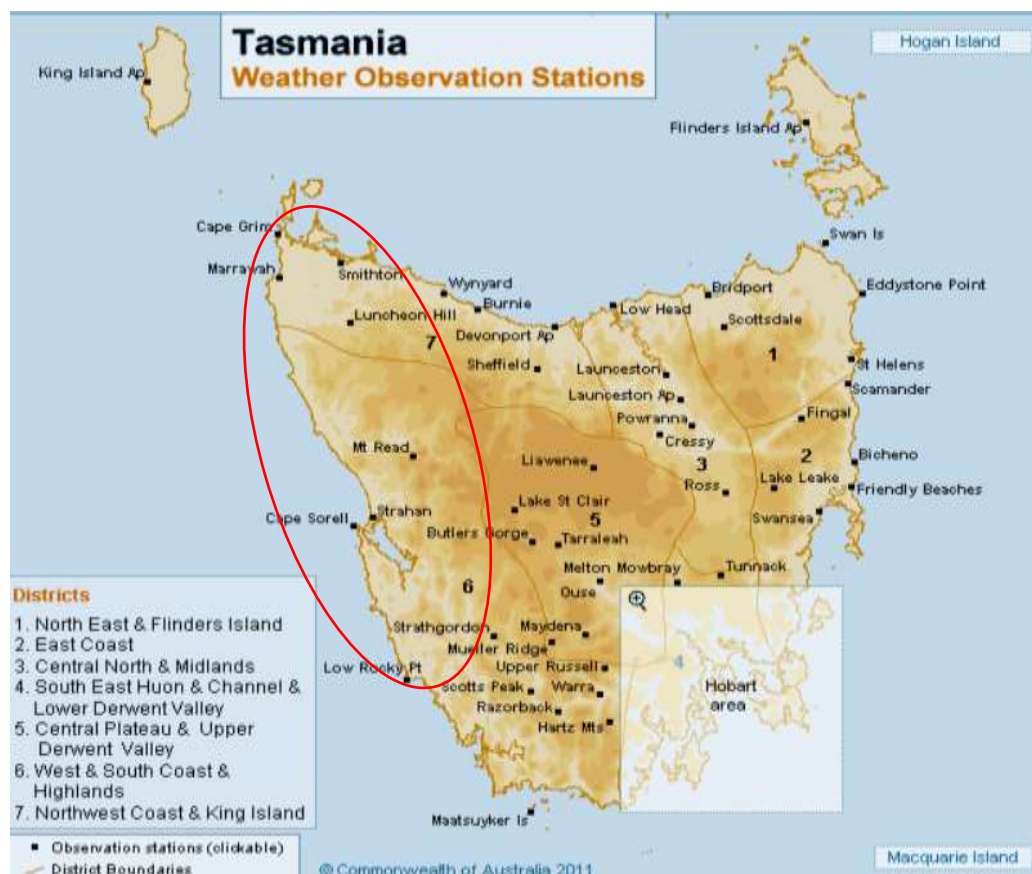 Tasmania
Weather Observation Stations
Hogan Island
King Island Ap
Flinders Island Ap
Cape Grim
Swan Is
Marrawah
Smithton
Wynyard
Burnie
Bridport
Eddystone Point
Low Head
Luncheon Hill
Scottsdale
Devonport Ap
7
1
Sheffield
Launceston
St Helens
Scamander
Launceston Ap
Powranna
Fingal
Cressy
Mt Read
Liawenee
3
2
Bicheno
Ross
Lake Leake
Friendly Beaches
Lake St Clair
Strahan
Cape Sorell
5
Swansea
Butlers Gorge
Tarraleah
Melton Mowbray
Tunnack
6
Ouse
Strathgordon
Maydena
Mueller Ridge
4
Low Rocky Pt
Upper Russell
Scotts Peak
Warra
Hobart
area
Razorback
Hartz Mts
Maatsuyker Is
Districts
1. North East & Flinders Island
2. East Coast
3. Central North & Midlands
4. South East Huon & Channel &
Lower Derwent Valley
5. Central Plateau & Upper
Derwent Valley
6. West & South Coast &
Highlands
7. Northwest Coast & King Island
Observation stations (clickable)
District Boundaries
© Commonwealth of Australia 2011
Macquarie Island